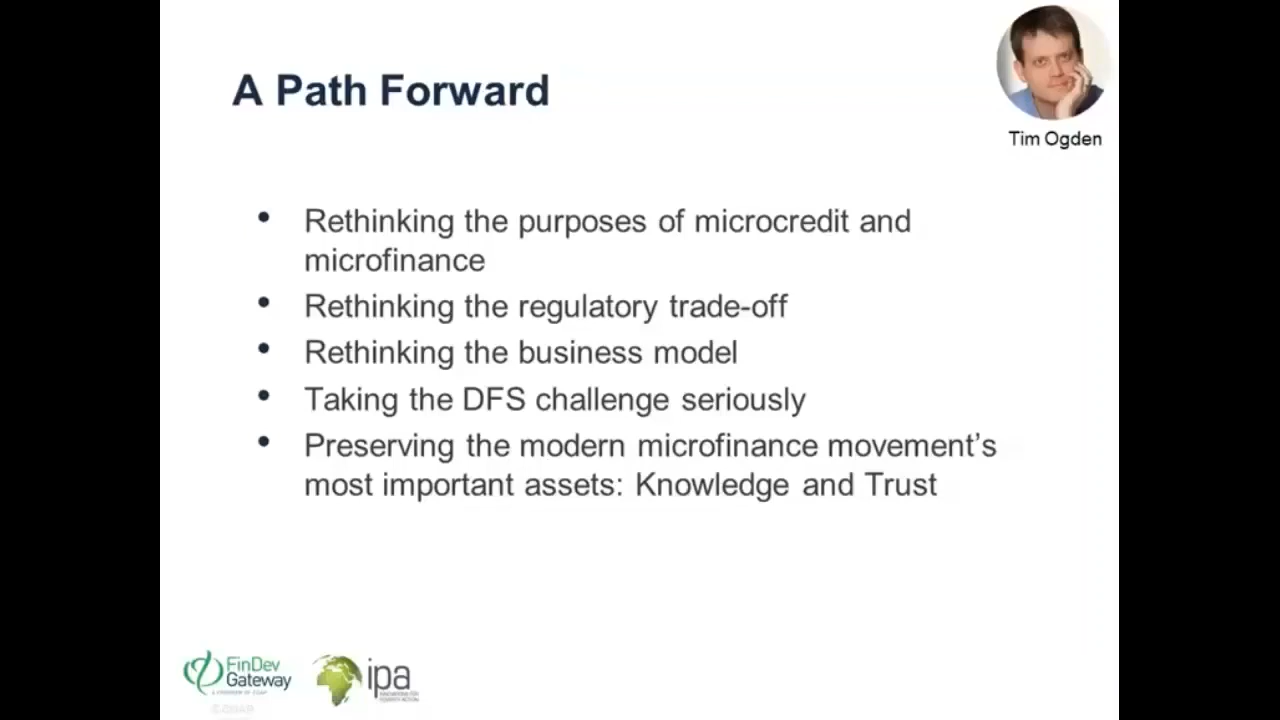 A Path Forward
Tim Ogden
• Rethinking the purposes of microcredit and
microfinance
• Rethinking the regulatory trade-off
• Rethinking the business model
• Taking the DFS challenge seriously
• Preserving the modern microfinance movement’s
most important assets: Knowledge and Trust
FinDev
Gateway
ipa